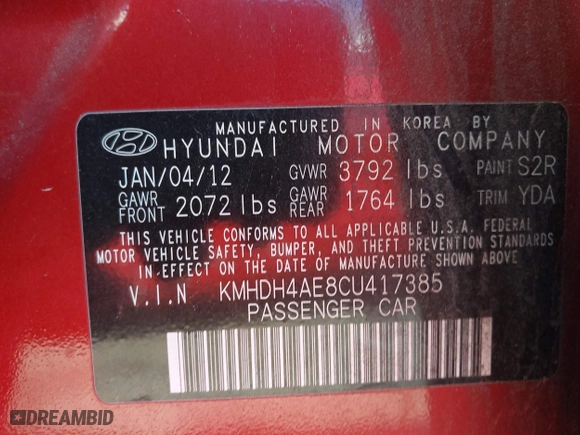 MANUFACTURED IN KOREA BY
HYUNDAI MOTOR COMPANY
JAN/04/12 GVWR 3792 lbs PAINT S2R
GAWR FRONT 2072 lbs GAWR REAR 1764 lbs TRIM YDA
THIS VEHICLE CONFORMS TO ALL APPLICABLE U.S.A. FEDERAL
MOTOR VEHICLE SAFETY, BUMPER, AND THEFT PREVENTION STANDARDS
IN EFFECT ON THE DATE OF MANUFACTURE SHOWN ABOVE
V.I.N KMHDH4AE8CU417385
PASSENGER CAR
DREAMBID